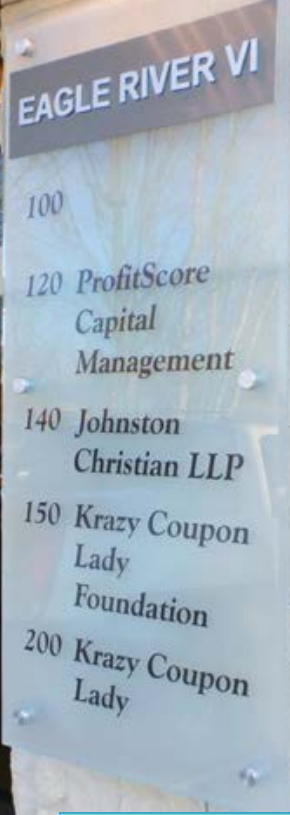 EAGLE RIVER VI
100
120 ProfitScore
Capital
Management
140 Johnston
Christian LLP
150 Krazy Coupon
Lady
Foundation
200 Krazy Coupon
Lady